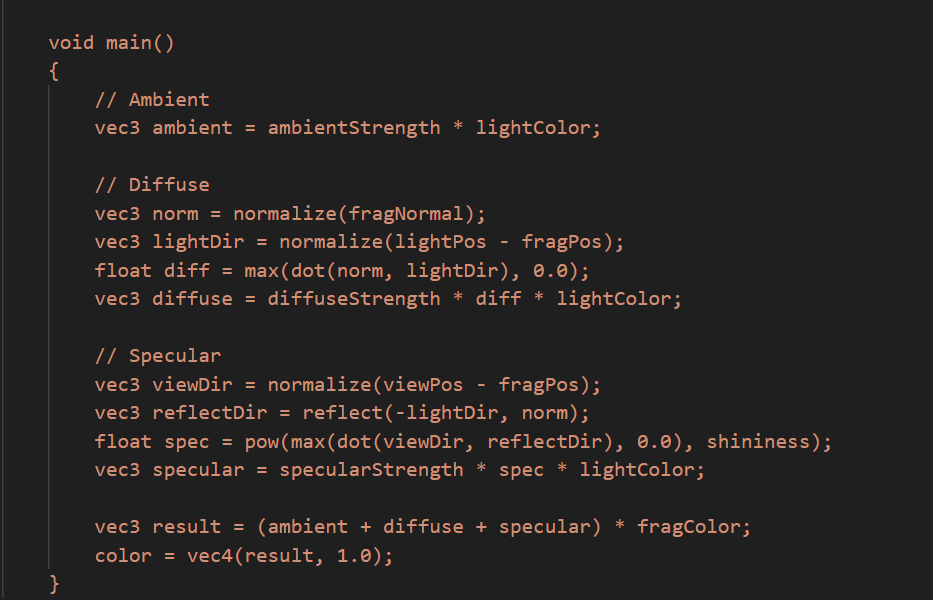 void main()
{
// Ambient
vec3 ambient = ambientStrength * lightColor;
// Diffuse
vec3 norm = normalize(fragNormal);
vec3 lightDir = normalize(lightPos - fragPos);
float diff = max(dot(norm, lightDir), 0.0);
vec3 diffuse = diffuseStrength * diff * lightColor;
// Specular
vec3 viewDir = normalize(viewPos - fragPos);
vec3 reflectDir = reflect(-lightDir, norm);
float spec = pow(max(dot(viewDir, reflectDir), 0.0), shininess);
vec3 specular = specularStrength * spec * lightColor;
vec3 result = (ambient + diffuse + specular) * fragColor;
color = vec4(result, 1.0);
}